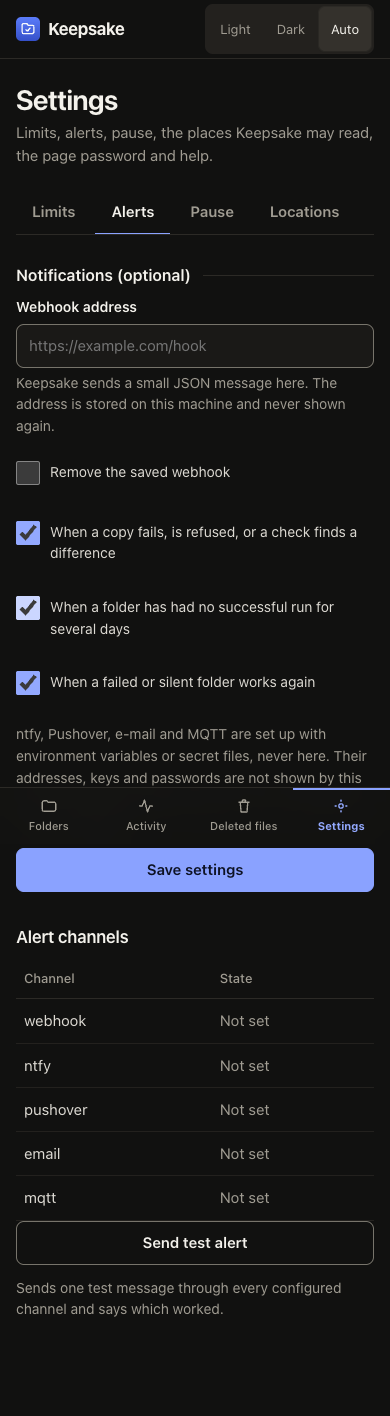 Keepsake
Light
Dark
Auto
Settings
Limits, alerts, pause, the places Keepsake may read,
the page password and help.
Limits
Alerts
Pause
Locations
Notifications (optional)
Webhook address
https://example.com/hook
Keepsake sends a small JSON message here. The
address is stored on this machine and never shown
again.
Remove the saved webhook
When a copy fails, is refused, or a check finds a
difference
When a folder has had no successful run for
several days
When a failed or silent folder works again
ntfy, Pushover, e-mail and MQTT are set up with
environment variables or secret files, never here. Their
addresses, keys and passwords are not shown by this
Folders
Activity
Deleted files
Settings
Save settings
Alert channels
Channel
State
webhook
Not set
ntfy
Not set
pushover
Not set
email
Not set
mqtt
Not set
Send test alert
Sends one test message through every configured
channel and says which worked.